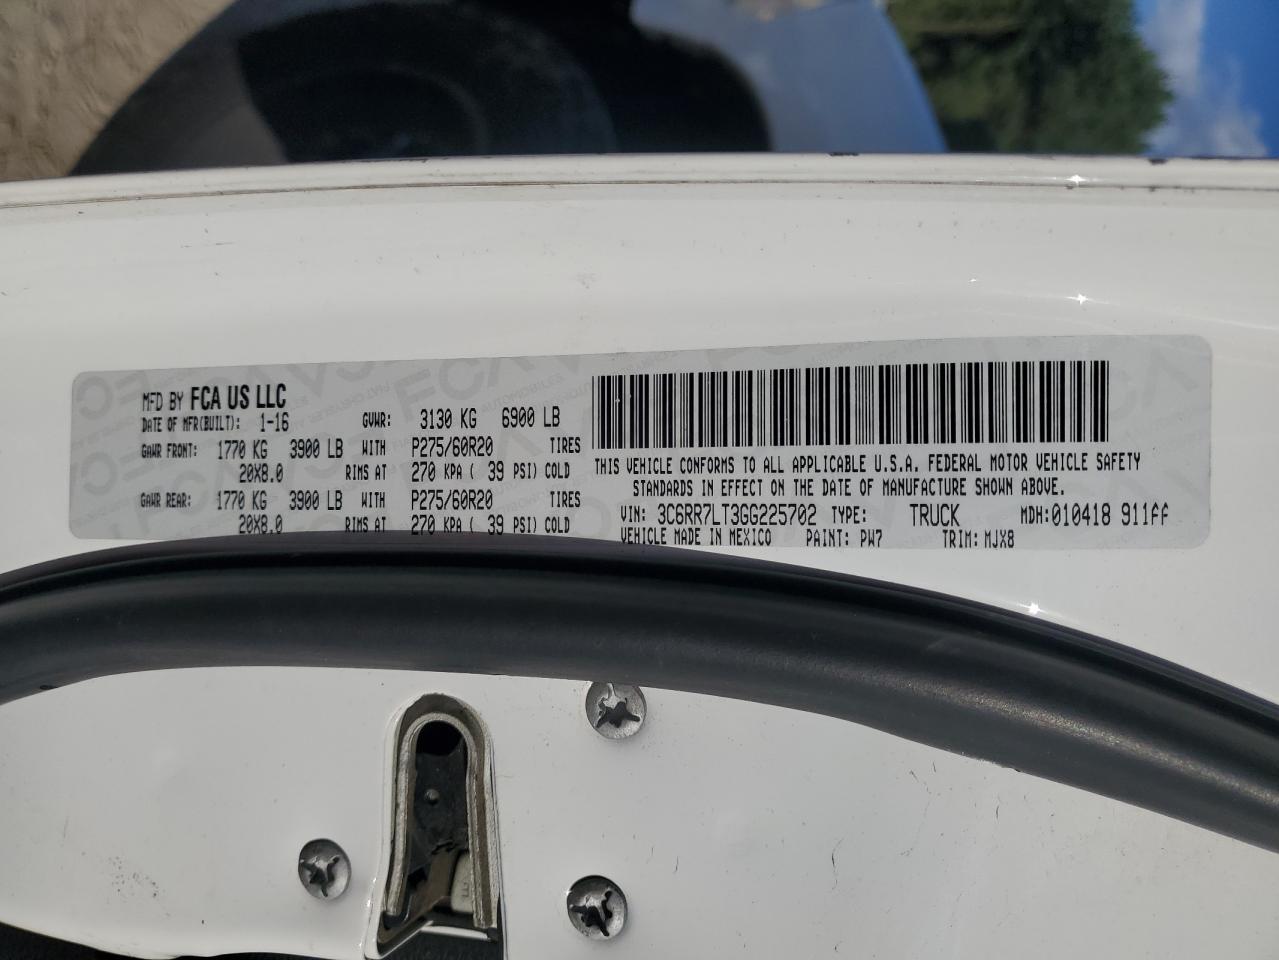 MFD BY FCA US LLC
DATE OF MFR(BUILT): 1-16 GVWR: 3130 KG 6900 LB
GAWR FRONT: 1770 KG 3900 LB WITH P275/60R20 TIRES
20X8.0 RIMS AT 270 KPA ( 39 PSI) COLD
GAWR REAR: 1770 KG 3900 LB WITH P275/60R20 TIRES
20X8.0 RIMS AT 270 KPA ( 39 PSI) COLD
THIS VEHICLE CONFORMS TO ALL APPLICABLE U.S.A. FEDERAL MOTOR VEHICLE SAFETY
STANDARDS IN EFFECT ON THE DATE OF MANUFACTURE SHOWN ABOVE.
VIN: 3C6RR7LT3GG225702 TYPE: TRUCK MDH: 010418 911FF
VEHICLE MADE IN MEXICO PAINT: PW7 TRIM: MJX8